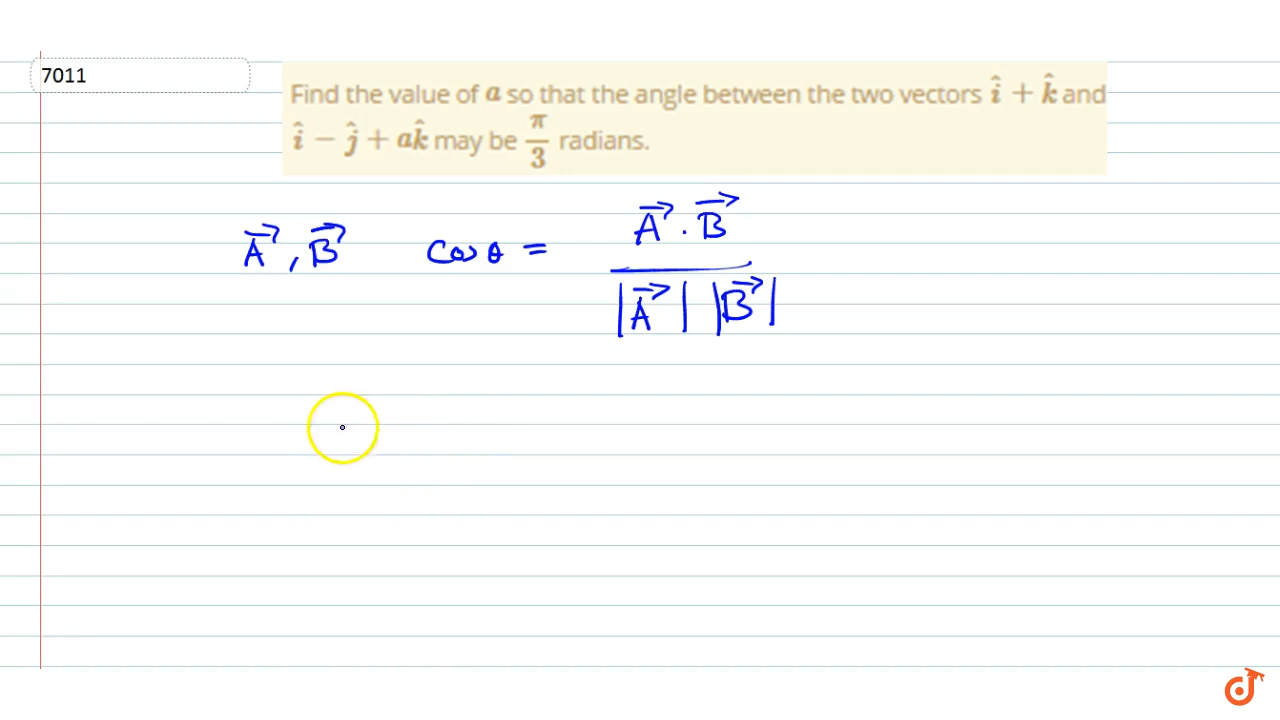 7011
Find the value of a so that the angle between the two vectors î + k̂ and
î − ĵ + ak̂ may be π/3 radians.
A⃗, B⃗ cos θ = A⃗ · B⃗ / |A⃗| |B⃗|